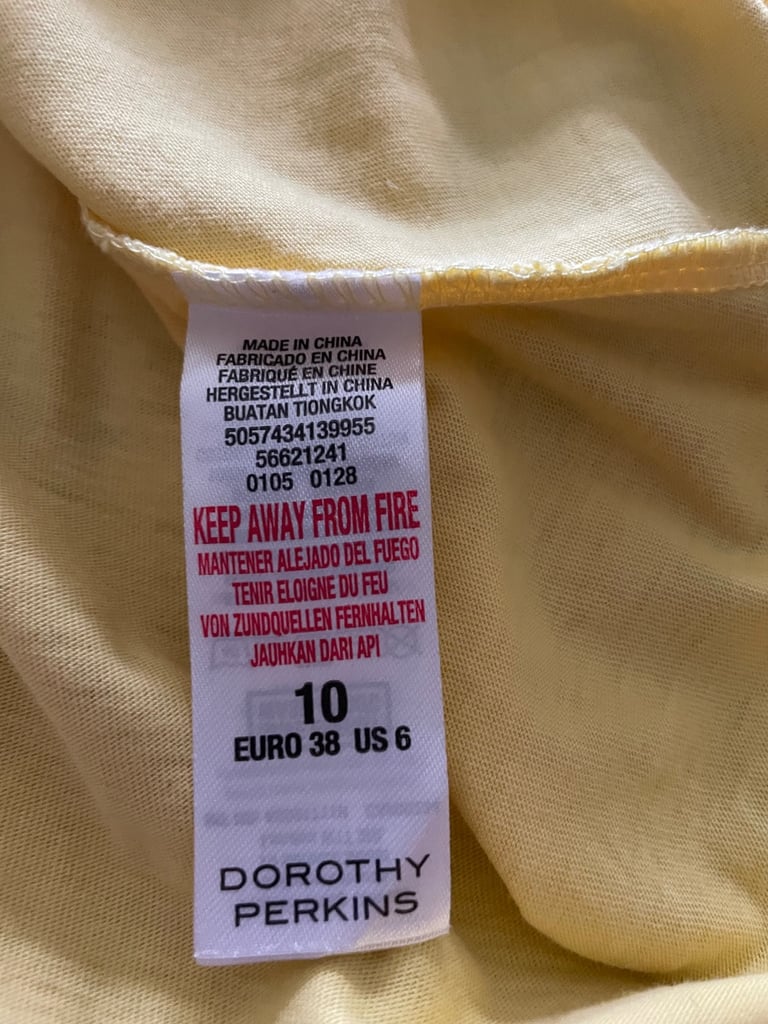 MADE IN CHINA
FABRICADO EN CHINA
FABRIQUÉ EN CHINE
HERGESTELLT IN CHINA
BUATAN TIONGKOK
5057434139955
56621241
0105 0128
KEEP AWAY FROM FIRE
MANTENER ALEJADO DEL FUEGO
TENIR ELOIGNE DU FEU
VON ZUNDQUELLEN FERNHALTEN
JAUHKAN DARI API
10
EURO 38 US 6
DOROTHY
PERKINS